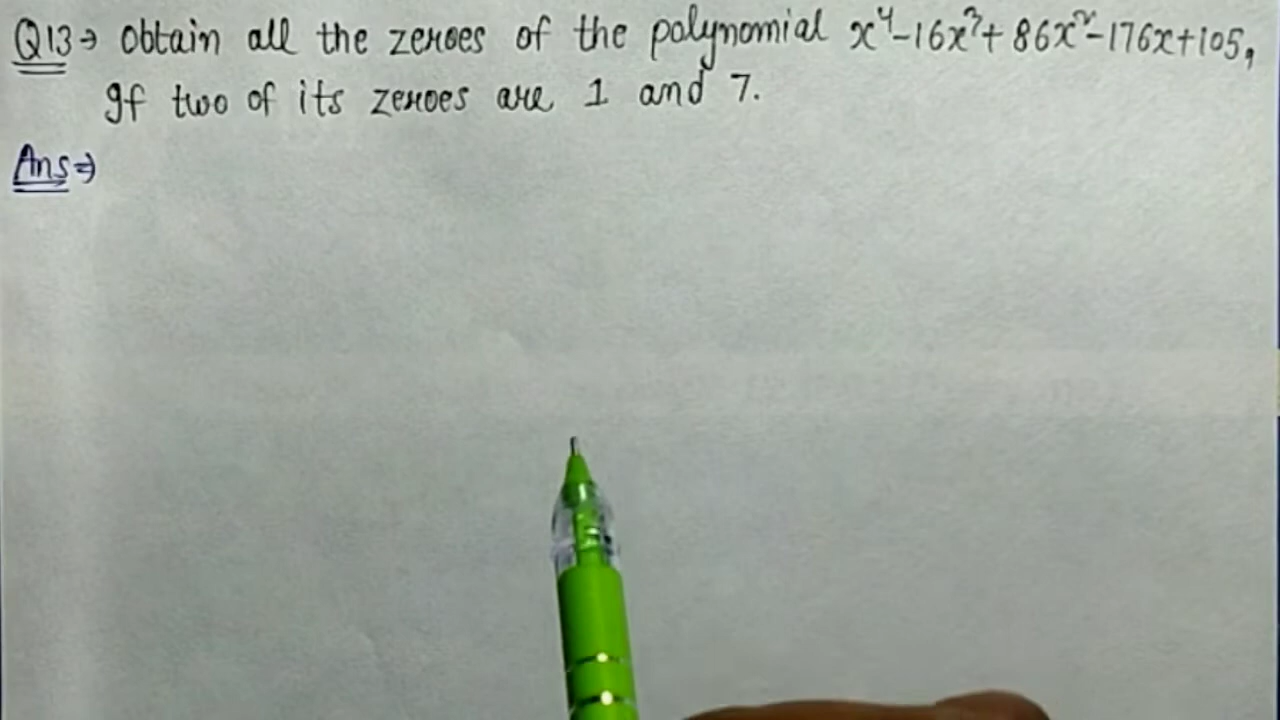 Q13→ Obtain all the zeroes of the polynomial x⁴-16x³+86x²-176x+105,
If two of its zeroes are 1 and 7.
Ans⇒